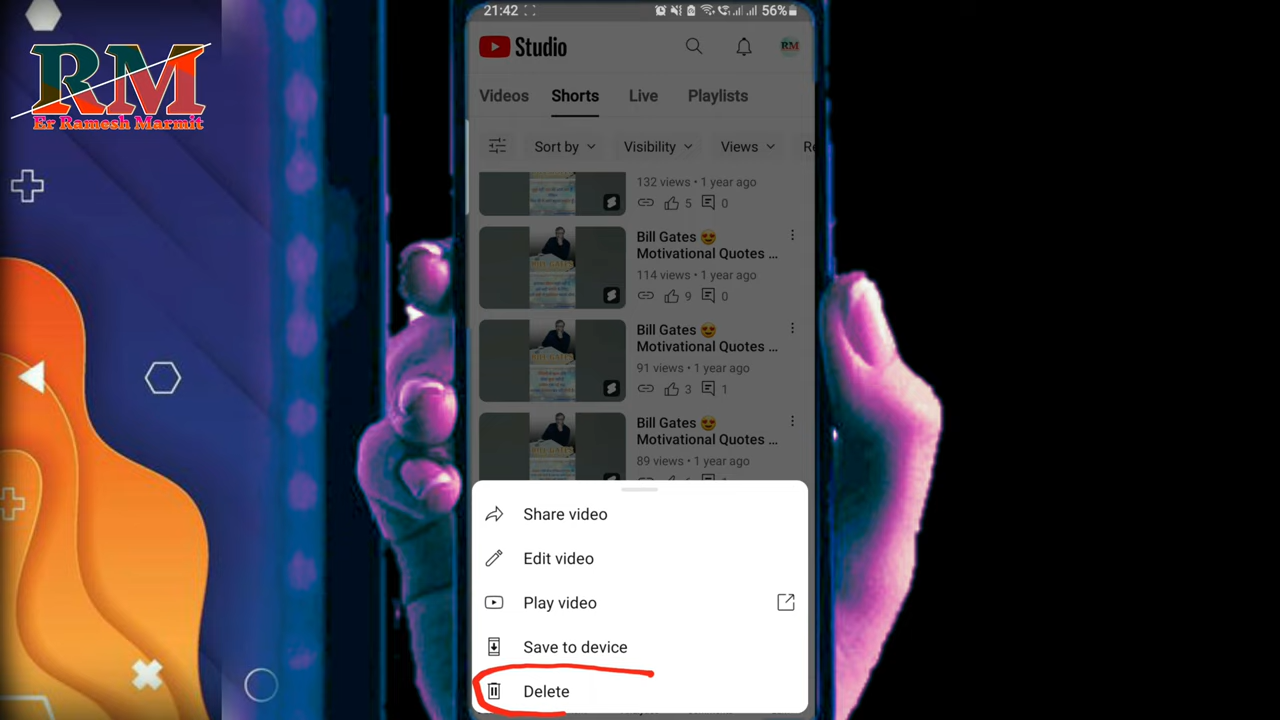 RM
Er Ramesh Marmit
21:42
56%
Studio
RM
Videos Shorts Live Playlists
Sort by Visibility Views
132 views • 1 year ago
5 0
Bill Gates 😍
Motivational Quotes ...
114 views • 1 year ago
9 0
Bill Gates 😍
Motivational Quotes ...
91 views • 1 year ago
3 1
Bill Gates 😍
Motivational Quotes ...
89 views • 1 year ago
BILL GATES
Share video
Edit video
Play video
Save to device
Delete